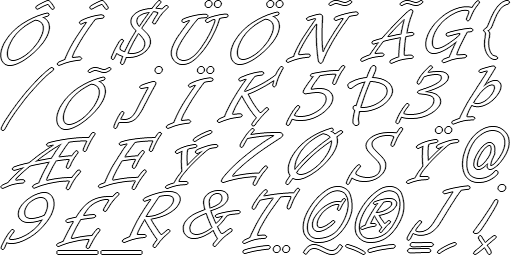 Ô Î $ Ü Ö Ñ Ã G {
/ Õ j Ï K 5 Þ 3 þ
Æ E ý Z Ø S Ÿ @
9 £ R & T © ® J i
_ _ = ¨ ~ - ~ = - x